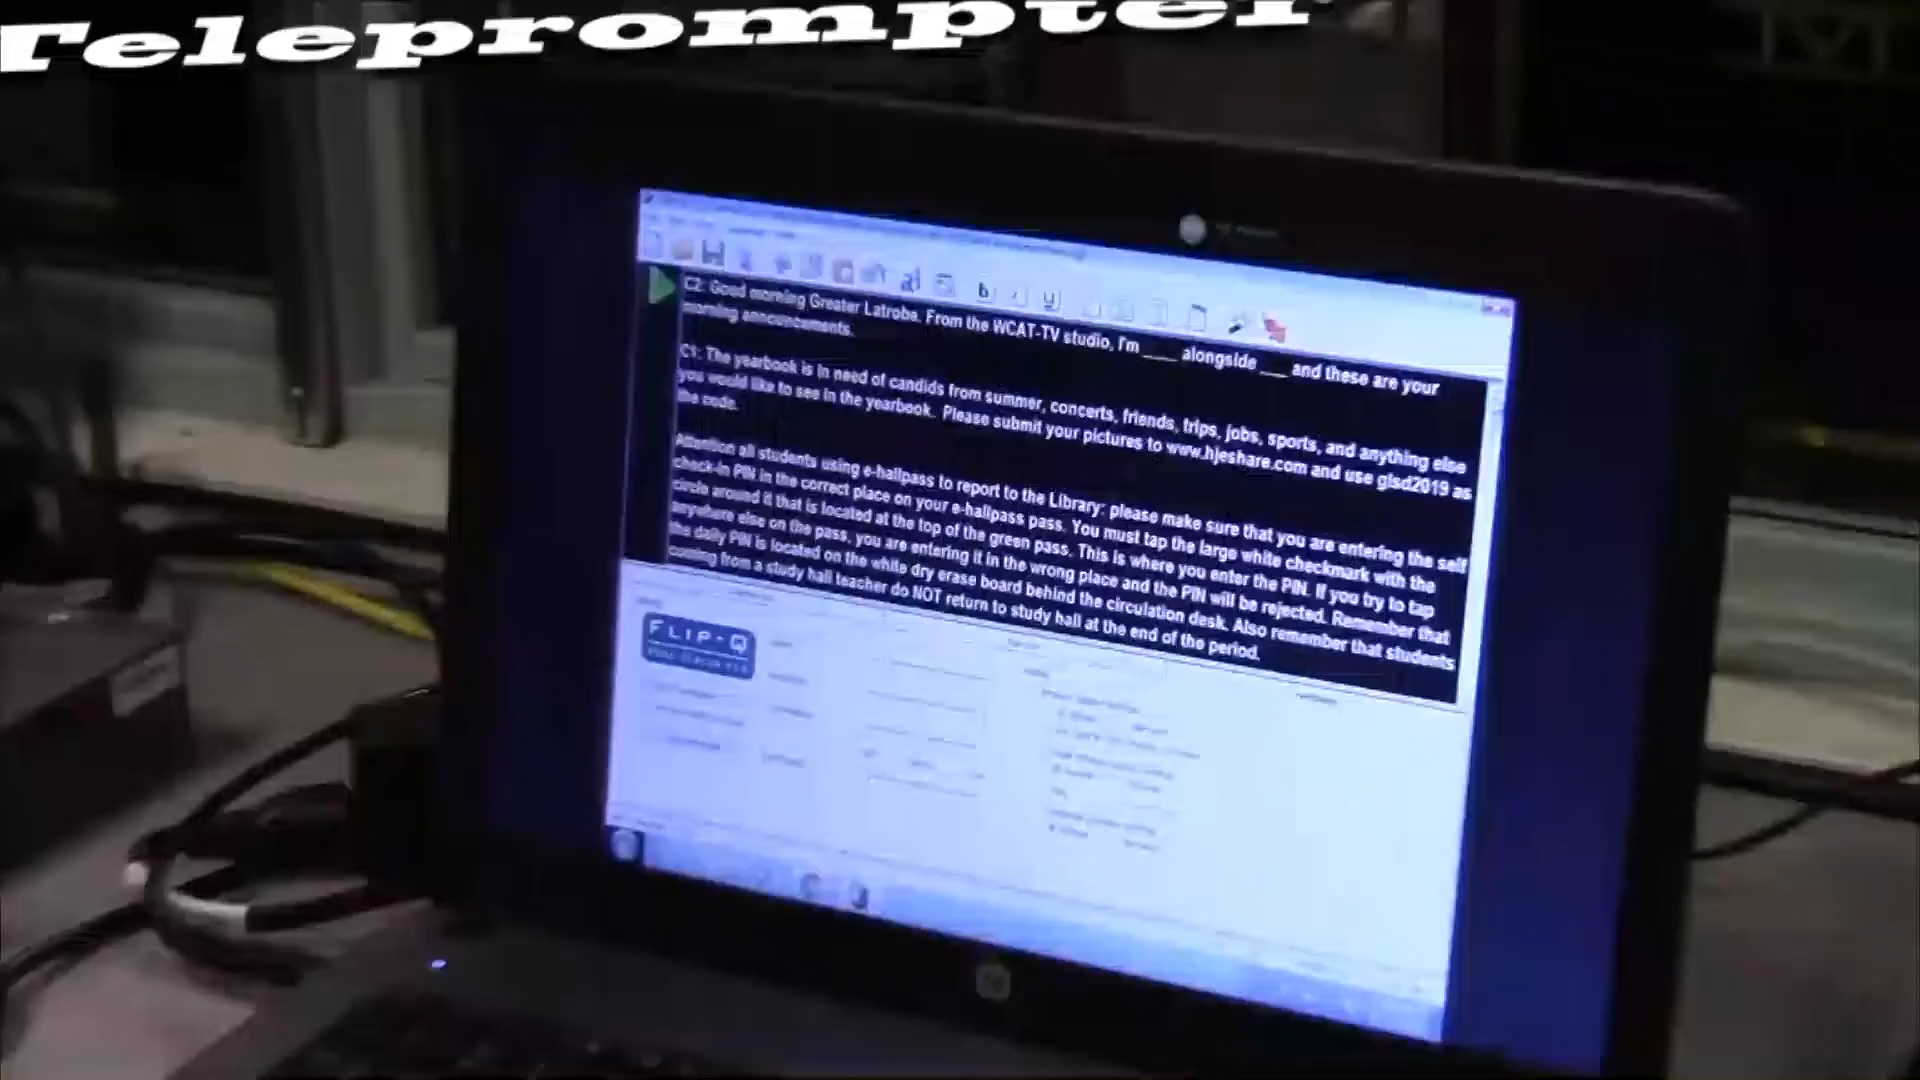 Teleprompter
C2: Good morning Greater Latrobe. From the WCAT-TV studio, I'm ____ alongside ___ and these are your
morning announcements.
C1: The yearbook is in need of candids from summer, concerts, friends, trips, jobs, sports, and anything else
you would like to see in the yearbook. Please submit your pictures to www.hjeshare.com and use glsd2019 as
the code.
Attention all students using e-hallpass to report to the Library: please make sure that you are entering the self
check-in PIN in the correct place on your e-hallpass pass. You must tap the large white checkmark with the
circle around it that is located at the top of the green pass. This is where you enter the PIN. If you try to tap
anywhere else on the pass, you are entering it in the wrong place and the PIN will be rejected. Remember that
the daily PIN is located on the white dry erase board behind the circulation desk. Also remember that students
coming from a study hall teacher do NOT return to study hall at the end of the period.
FLIP-Q